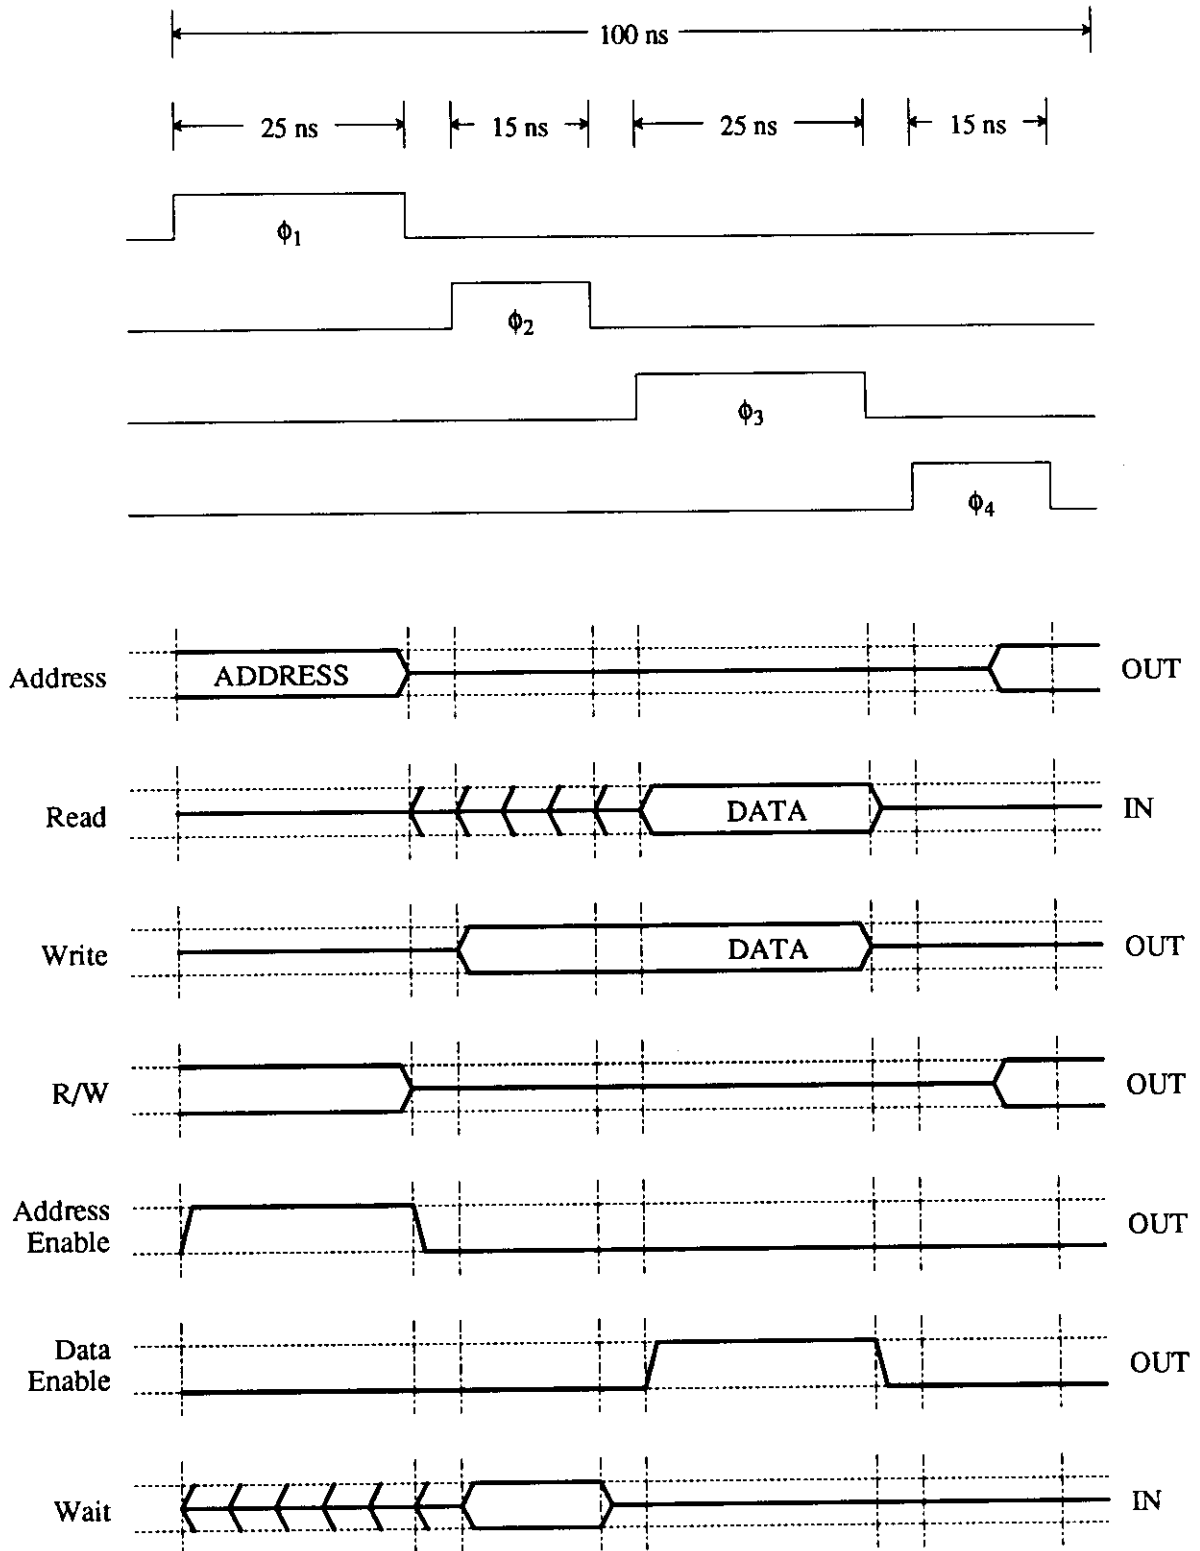 100 ns
25 ns 15 ns 25 ns 15 ns
ϕ1
ϕ2
ϕ3
ϕ4
Address ADDRESS OUT
Read DATA IN
Write DATA OUT
R/W OUT
Address
Enable OUT
Data
Enable OUT
Wait IN